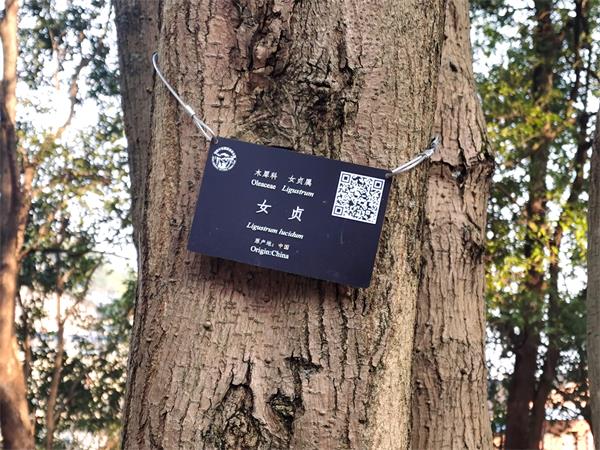 木犀科 女贞属
Oleaceae Ligustrum
女 贞
Ligustrum lucidum
原产地：中国
Origin:China